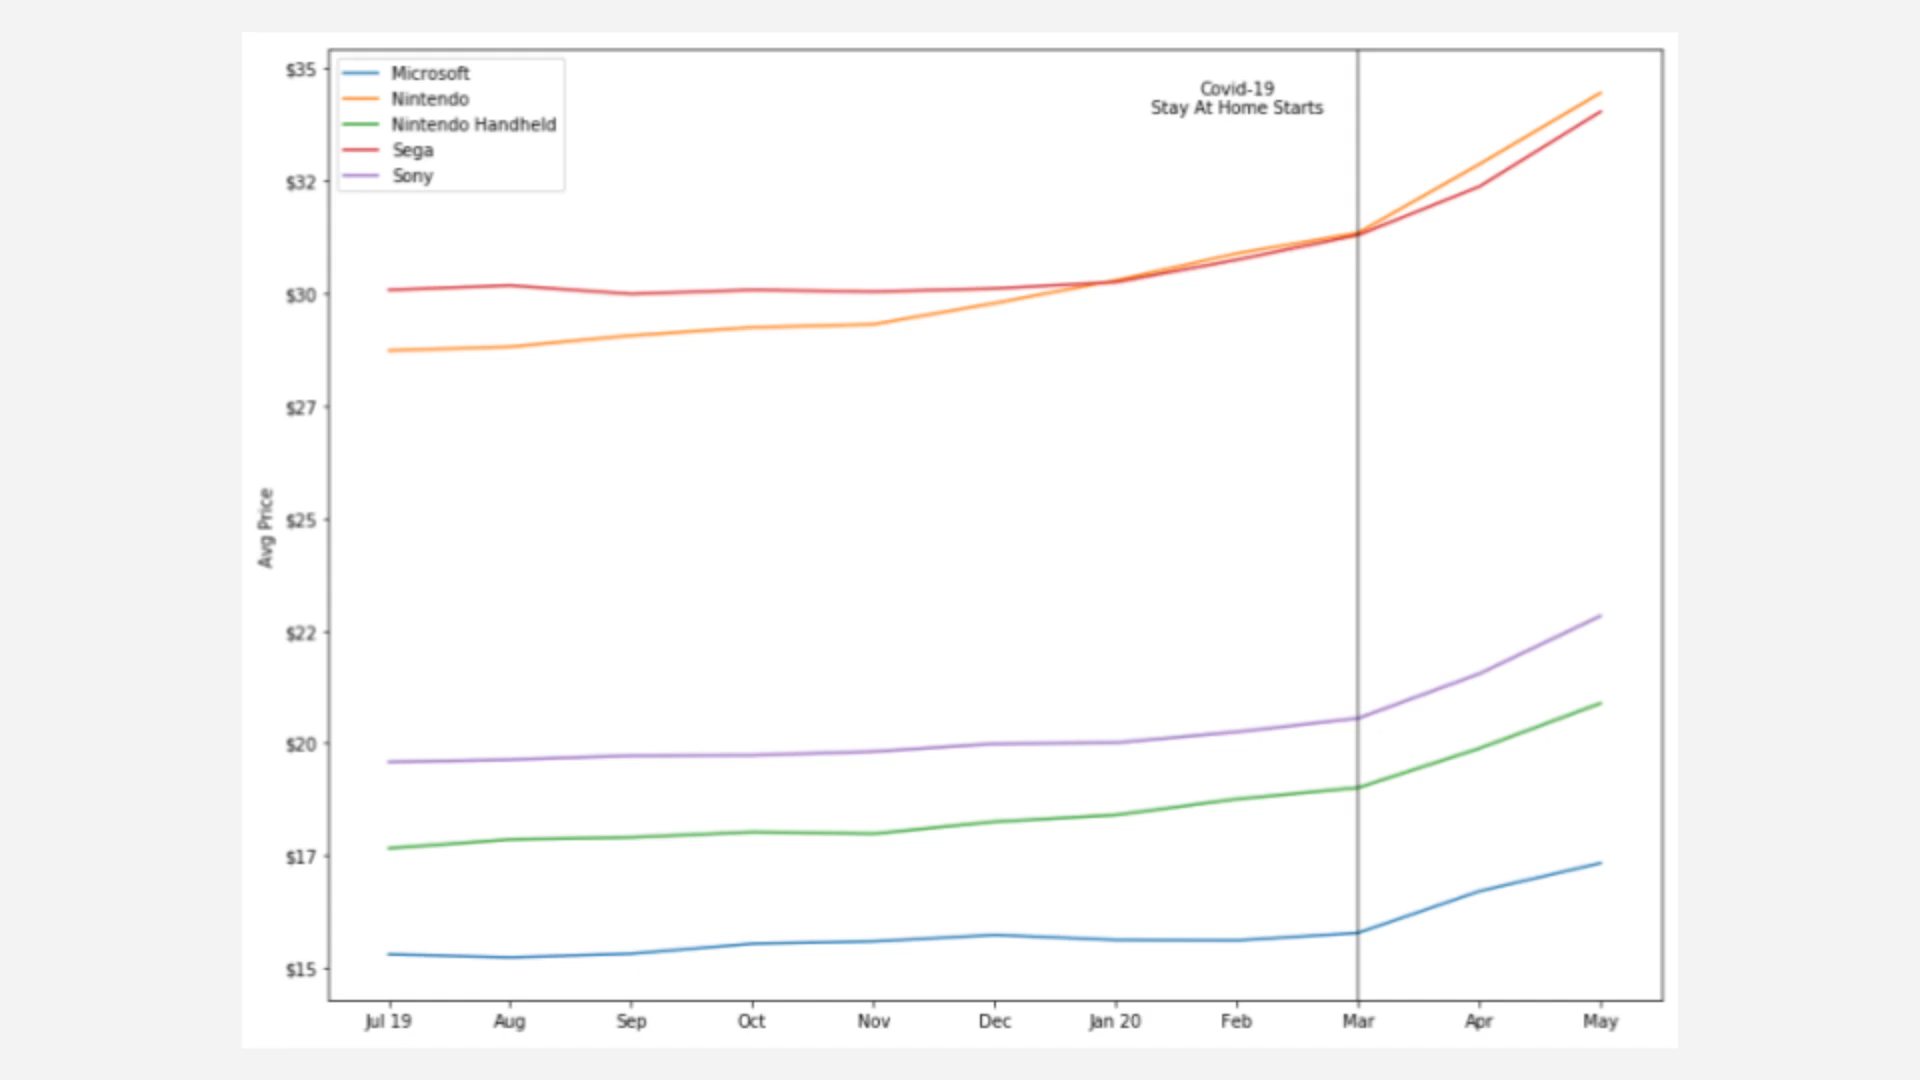 $35
$32
$30
$27
$25
$22
$20
$17
$15
Avg Price
Microsoft
Nintendo
Nintendo Handheld
Sega
Sony
Covid-19
Stay At Home Starts
Jul 19 Aug Sep Oct Nov Dec Jan 20 Feb Mar Apr May